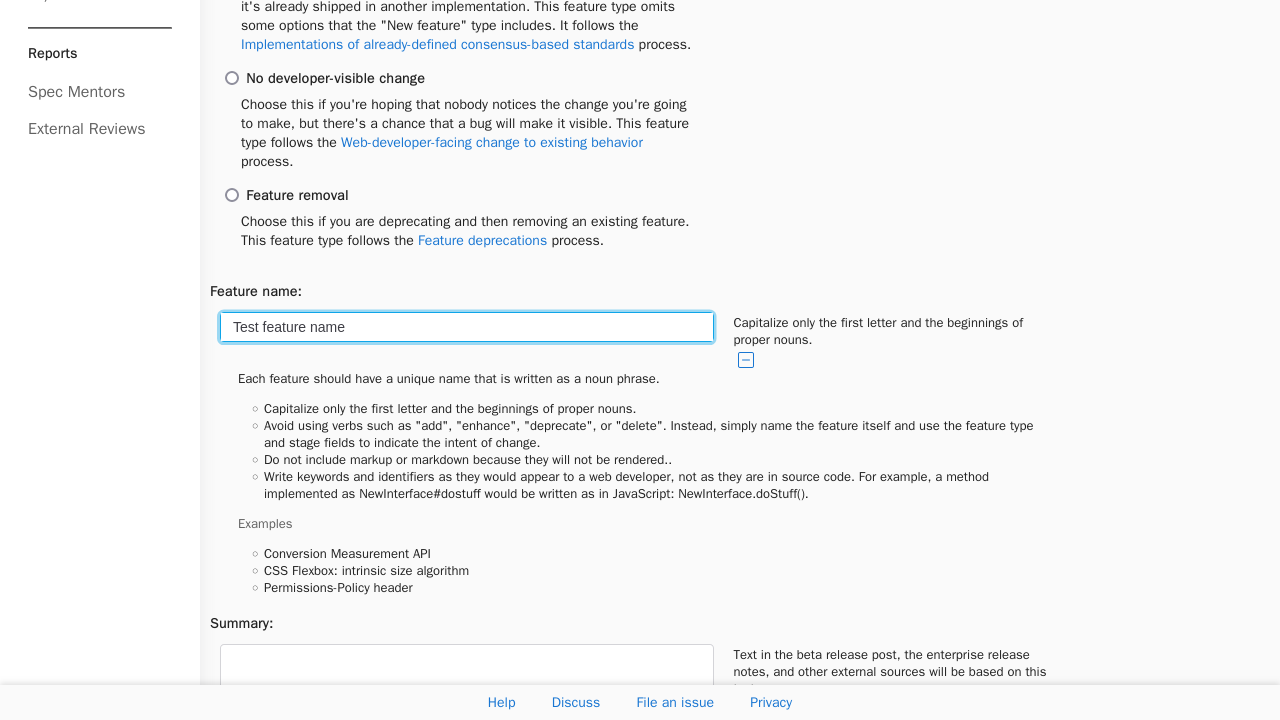 it's already shipped in another implementation. This feature type omits
some options that the "New feature" type includes. It follows the
Implementations of already-defined consensus-based standards process.
Reports
Spec Mentors
External Reviews
No developer-visible change
Choose this if you're hoping that nobody notices the change you're going
to make, but there's a chance that a bug will make it visible. This feature
type follows the Web-developer-facing change to existing behavior
process.
Feature removal
Choose this if you are deprecating and then removing an existing feature.
This feature type follows the Feature deprecations process.
Feature name:
Test feature name
Capitalize only the first letter and the beginnings of
proper nouns.
Each feature should have a unique name that is written as a noun phrase.
Capitalize only the first letter and the beginnings of proper nouns.
Avoid using verbs such as "add", "enhance", "deprecate", or "delete". Instead, simply name the feature itself and use the feature type
and stage fields to indicate the intent of change.
Do not include markup or markdown because they will not be rendered..
Write keywords and identifiers as they would appear to a web developer, not as they are in source code. For example, a method
implemented as NewInterface#dostuff would be written as in JavaScript: NewInterface.doStuff().
Examples
Conversion Measurement API
CSS Flexbox: intrinsic size algorithm
Permissions-Policy header
Summary:
Text in the beta release post, the enterprise release
notes, and other external sources will be based on this
Help
Discuss
File an issue
Privacy